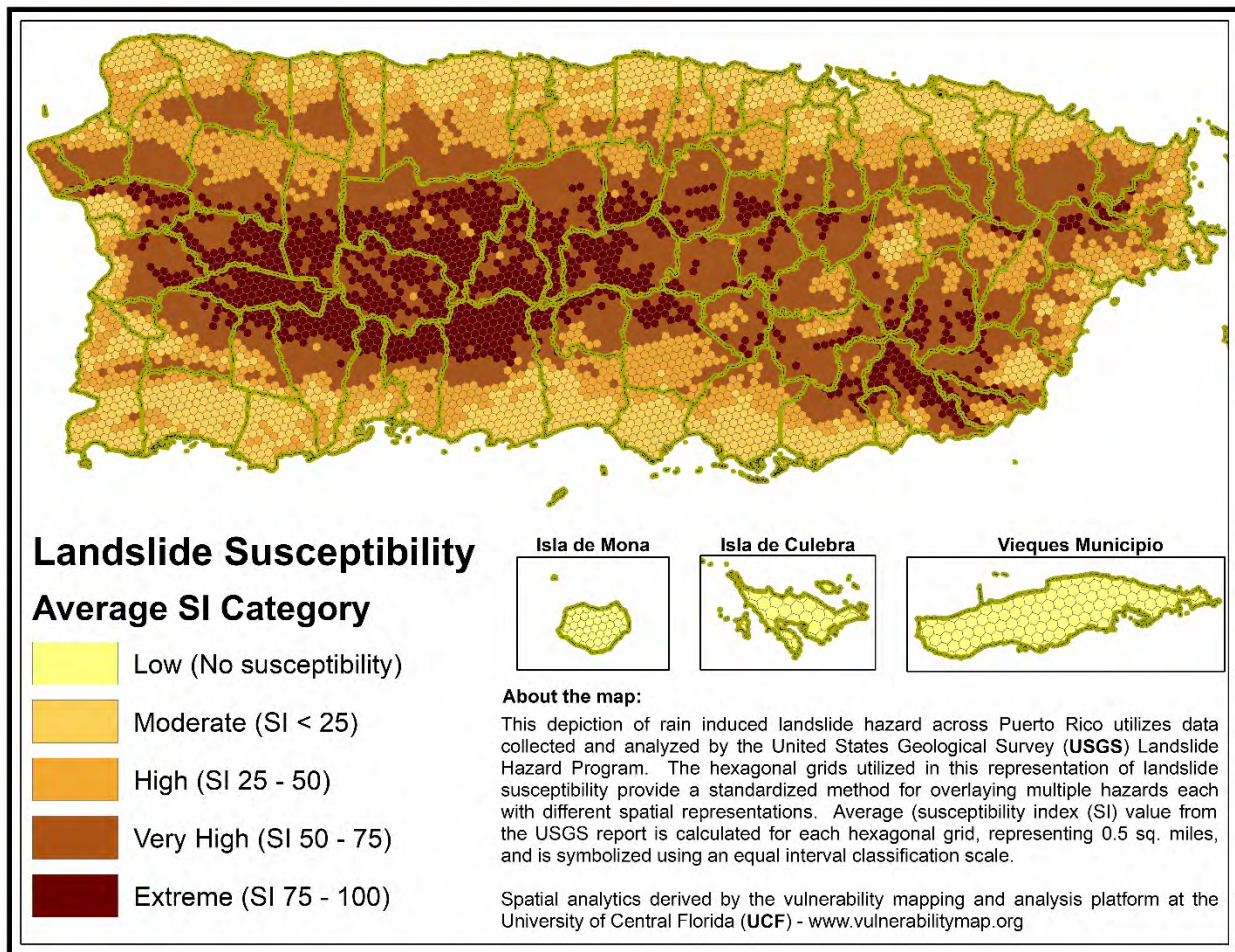 Isla de Mona
Isla de Culebra
Vieques Municipio
Landslide Susceptibility
Average SI Category
Low (No susceptibility)
Moderate (SI < 25)
High (SI 25 - 50)
Very High (SI 50 - 75)
Extreme (SI 75 - 100)
About the map:
This depiction of rain induced landslide hazard across Puerto Rico utilizes data
collected and analyzed by the United States Geological Survey (USGS) Landslide
Hazard Program. The hexagonal grids utilized in this representation of landslide
susceptibility provide a standardized method for overlaying multiple hazards each
with different spatial representations. Average (susceptibility index (SI) value from
the USGS report is calculated for each hexagonal grid, representing 0.5 sq. miles,
and is symbolized using an equal interval classification scale.
Spatial analytics derived by the vulnerability mapping and analysis platform at the
University of Central Florida (UCF) - www.vulnerabilitymap.org